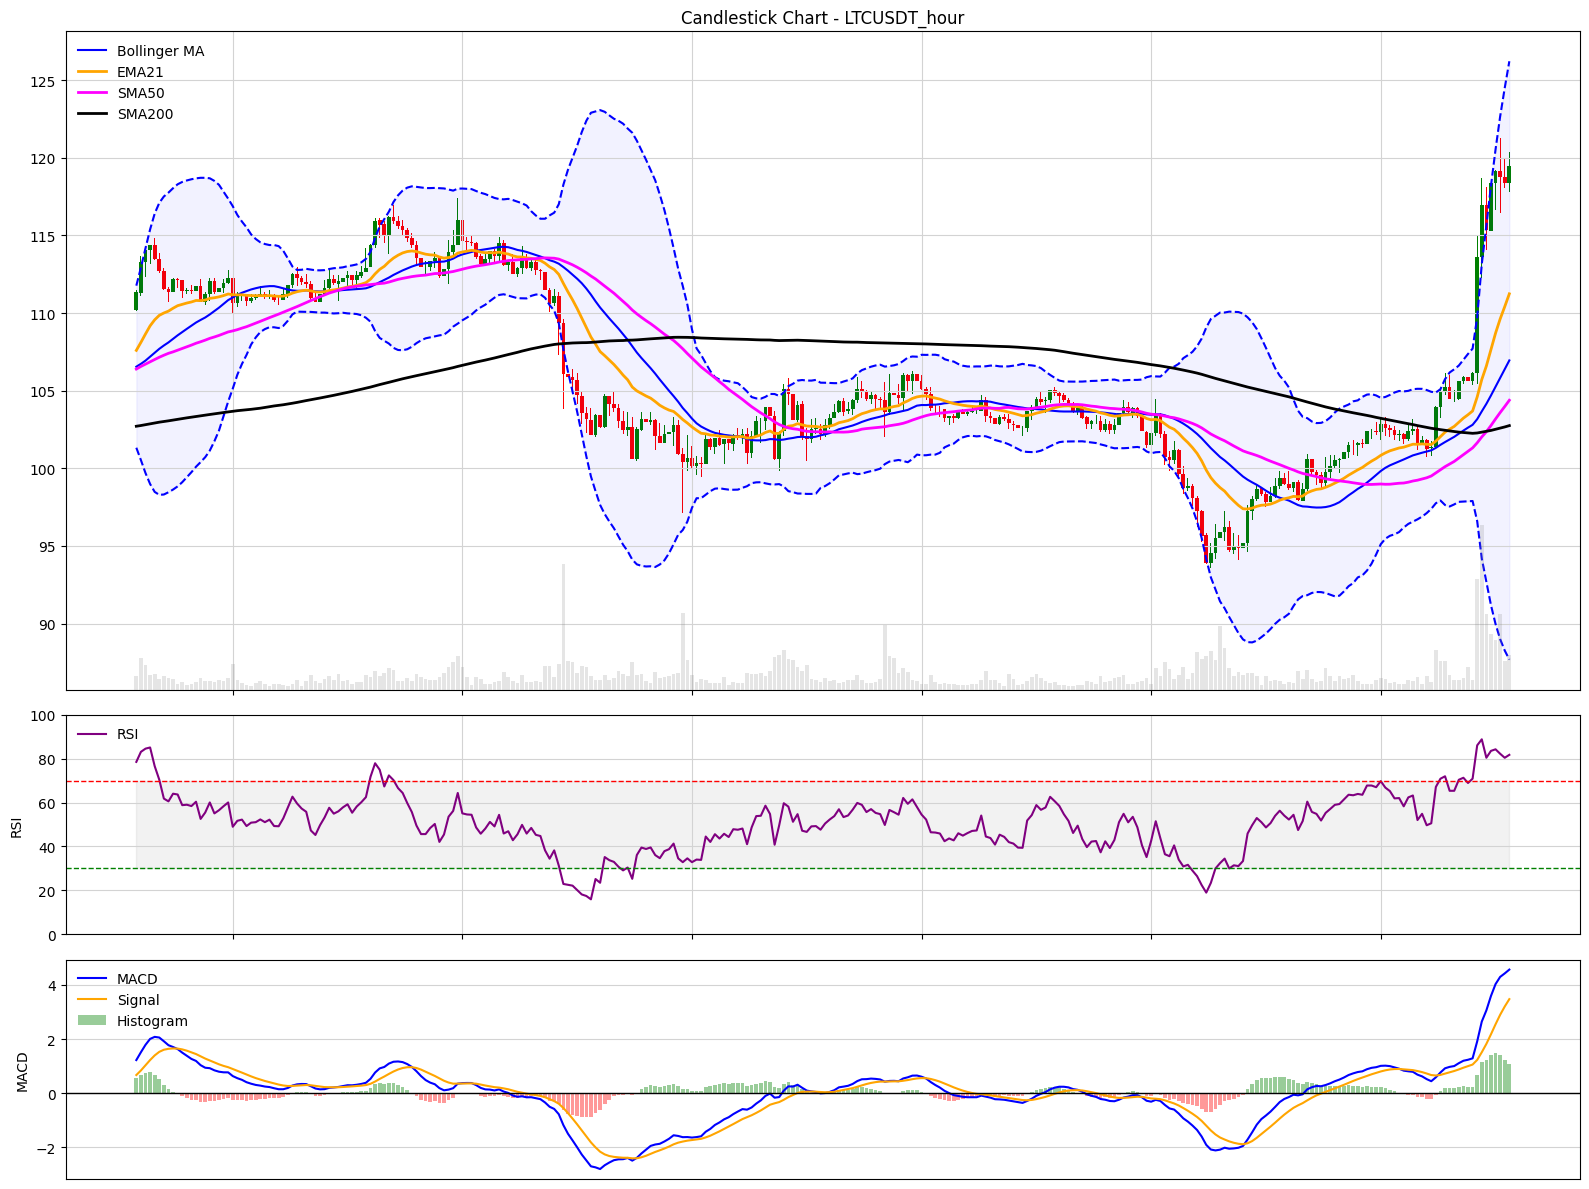 Candlestick Chart - LTCUSDT_hour
Bollinger MA
EMA21
SMA50
SMA200
125
120
115
110
105
100
95
90
RSI
100
80
60
40
20
0
RSI
MACD
Signal
Histogram
4
2
0
−2
MACD